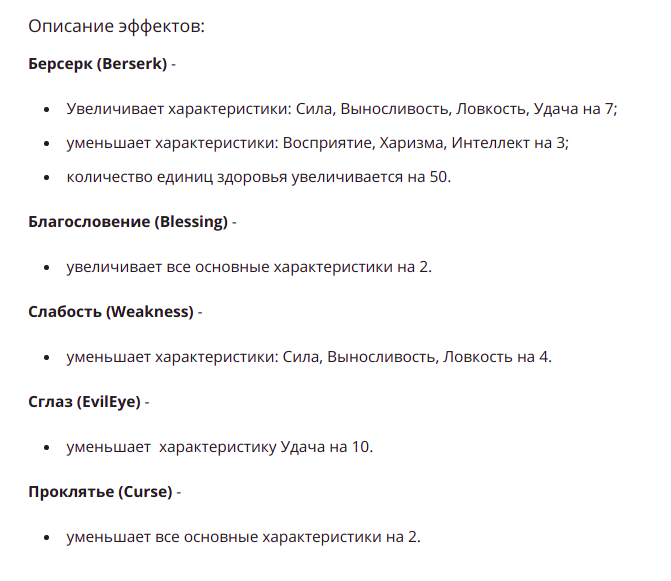 Описание эффектов:
Берсерк (Berserk) -
• Увеличивает характеристики: Сила, Выносливость, Ловкость, Удача на 7;
• уменьшает характеристики: Восприятие, Харизма, Интеллект на 3;
• количество единиц здоровья увеличивается на 50.
Благословение (Blessing) -
• увеличивает все основные характеристики на 2.
Слабость (Weakness) -
• уменьшает характеристики: Сила, Выносливость, Ловкость на 4.
Сглаз (EvilEye) -
• уменьшает  характеристику Удача на 10.
Проклятье (Curse) -
• уменьшает все основные характеристики на 2.